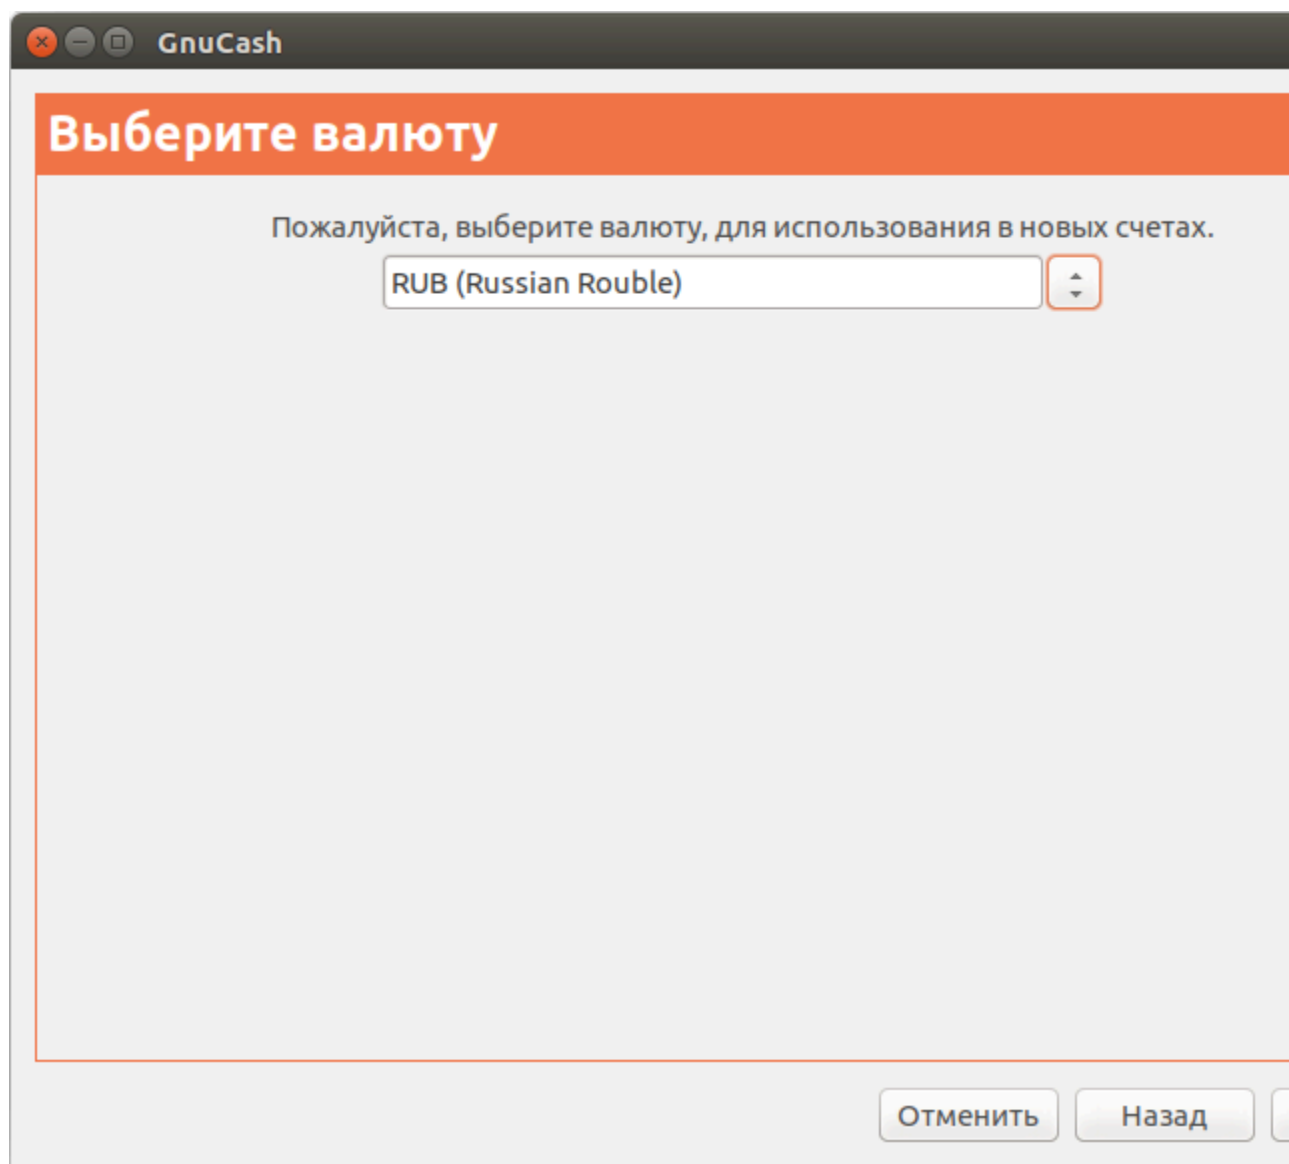 GnuCash
Выберите валюту
Пожалуйста, выберите валюту, для использования в новых счетах.
RUB (Russian Rouble)
Отменить
Назад